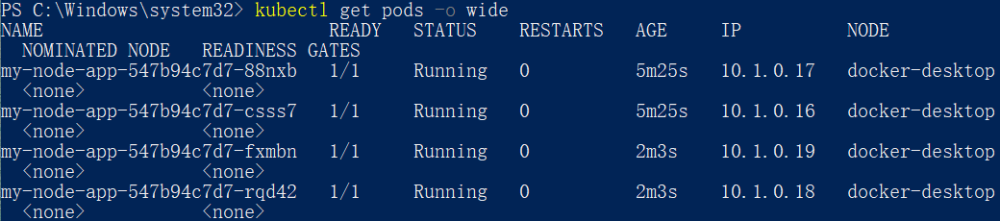 PS C:\Windows\system32> kubectl get pods -o wide
NAME READY STATUS RESTARTS AGE IP NODE
NOMINATED NODE READINESS GATES
my-node-app-547b94c7d7-88nxb 1/1 Running 0 5m25s 10.1.0.17 docker-desktop
<none> <none>
my-node-app-547b94c7d7-csss7 1/1 Running 0 5m25s 10.1.0.16 docker-desktop
<none> <none>
my-node-app-547b94c7d7-fxmbn 1/1 Running 0 2m3s 10.1.0.19 docker-desktop
<none> <none>
my-node-app-547b94c7d7-rqd42 1/1 Running 0 2m3s 10.1.0.18 docker-desktop
<none> <none>